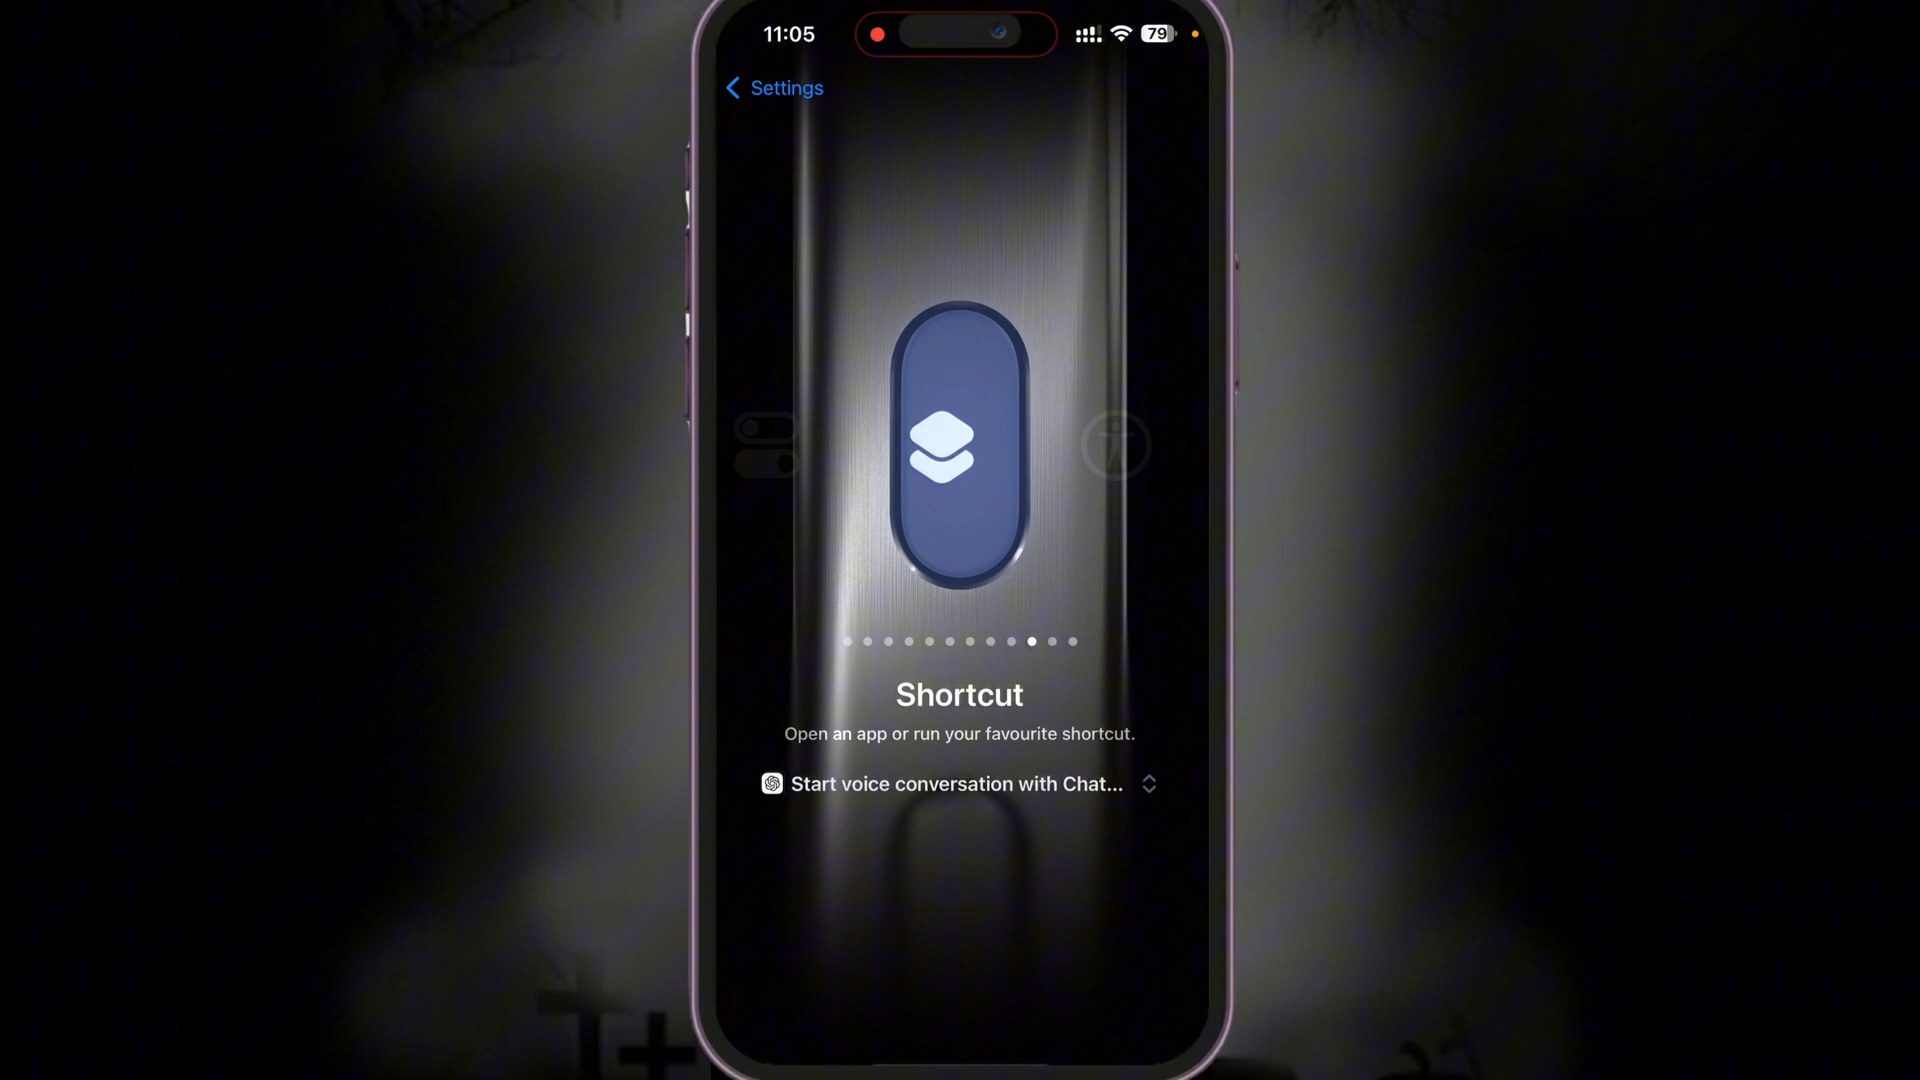 11:05
79
Settings
Shortcut
Open an app or run your favourite shortcut.
Start voice conversation with Chat...